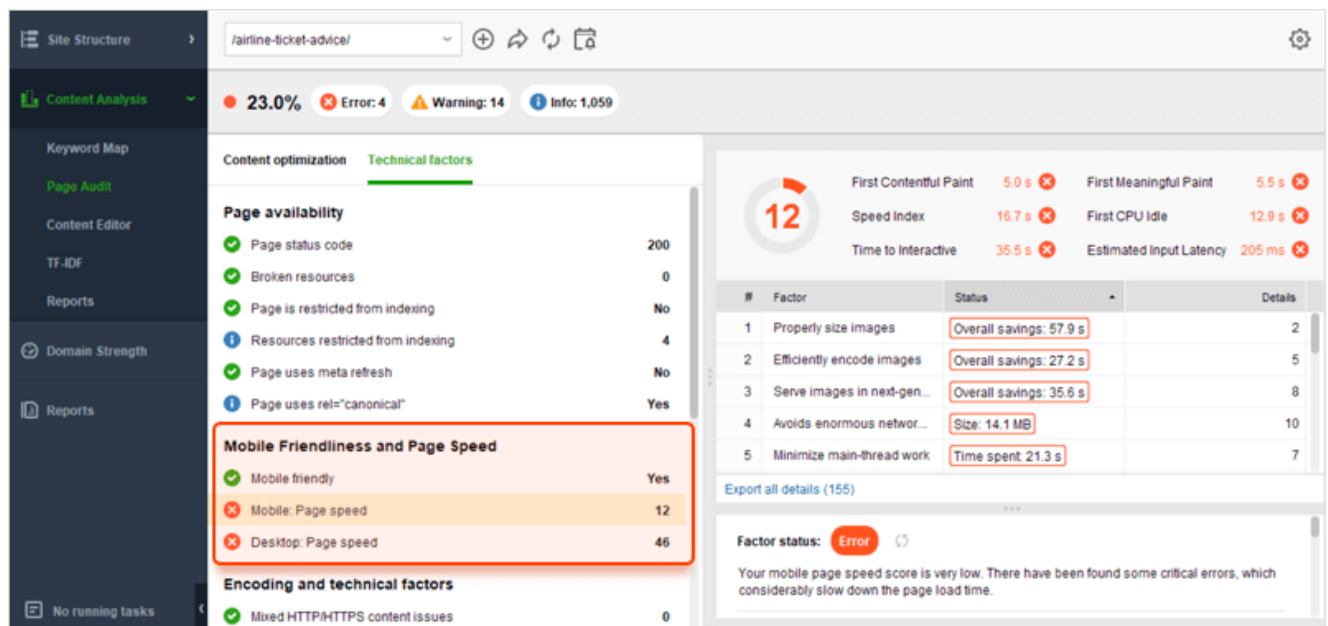 Site Structure
/airline-ticket-advice/
Content Analysis
23.0% Error: 4 Warning: 14 Info: 1,059
Keyword Map
Page Audit
Content Editor
TF-IDF
Reports
Domain Strength
Reports
No running tasks
Content optimization Technical factors
Page availability
Page status code 200
Broken resources 0
Page is restricted from indexing No
Resources restricted from indexing 4
Page uses meta refresh No
Page uses rel="canonical" Yes
Mobile Friendliness and Page Speed
Mobile friendly Yes
Mobile: Page speed 12
Desktop: Page speed 46
Encoding and technical factors
Mixed HTTP/HTTPS content issues 0
12
First Contentful Paint 5.0 s First Meaningful Paint 5.5 s
Speed Index 16.7 s First CPU Idle 12.9 s
Time to Interactive 35.5 s Estimated Input Latency 205 ms
# Factor Status Details
1 Properly size images Overall savings: 57.9 s 2
2 Efficiently encode images Overall savings: 27.2 s 5
3 Serve images in next-gen... Overall savings: 35.6 s 8
4 Avoids enormous networ... Size: 14.1 MB 10
5 Minimize main-thread work Time spent: 21.3 s 7
Export all details (155)
Factor status: Error
Your mobile page speed score is very low. There have been found some critical errors, which
considerably slow down the page load time.